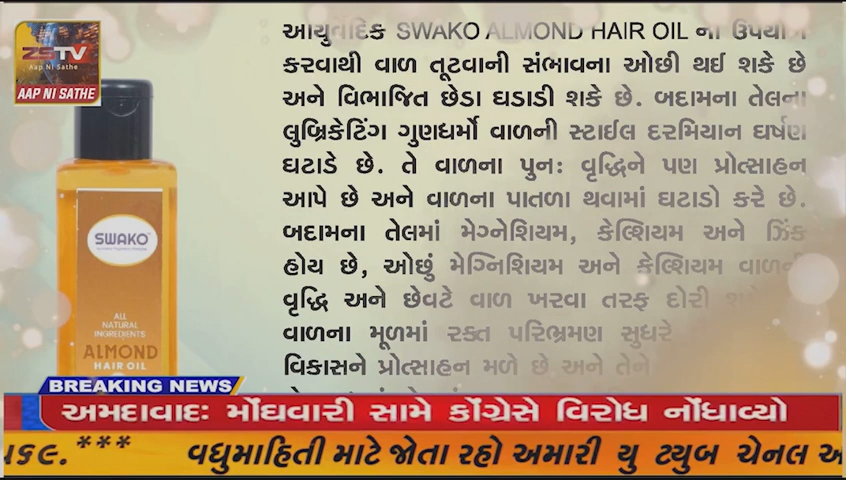 ZSTV
Aap Ni Sathe
AAP NI SATHE
આયુર્વેદિક SWAKO ALMOND HAIR OIL ના ઉપયોગ
કરવાથી વાળ તૂટવાની સંભાવના ઓછી થઈ શકે છે
અને વિભાજિત છેડા ઘડાડી શકે છે. બદામના તેલના
લુબ્રિકેટિંગ ગુણધર્મો વાળની સ્ટાઈલ દરમિયાન ઘર્ષણ
ઘટાડે છે. તે વાળના પુનઃ વૃદ્ધિને પણ પ્રોત્સાહન
આપે છે અને વાળના પાતળા થવામાં ઘટાડો કરે છે.
બદામના તેલમાં મેગ્નેશિયમ, કેલ્શિયમ અને ઝિંક
હોય છે, ઓછું મેગ્નિશિયમ અને કેલ્શિયમ વાળની
વૃદ્ધિ અને છેવટે વાળ ખરવા તરફ દોરી
વાળના મૂળમાં રક્ત પરિભ્રમણ સુધરે
વિકાસને પ્રોત્સાહન મળે છે અને તેને
SWAKO
ALL
NATURAL
INGREDIENTS
ALMOND
HAIR OIL
BREAKING NEWS
અમદાવાદઃ મોંઘવારી સામે કોંગ્રેસે વિરોધ નોંધાવ્યો
૫૬૯.*** વધુમાહિતી માટે જોતા રહો અમારી યુ ટ્યુબ ચેનલ